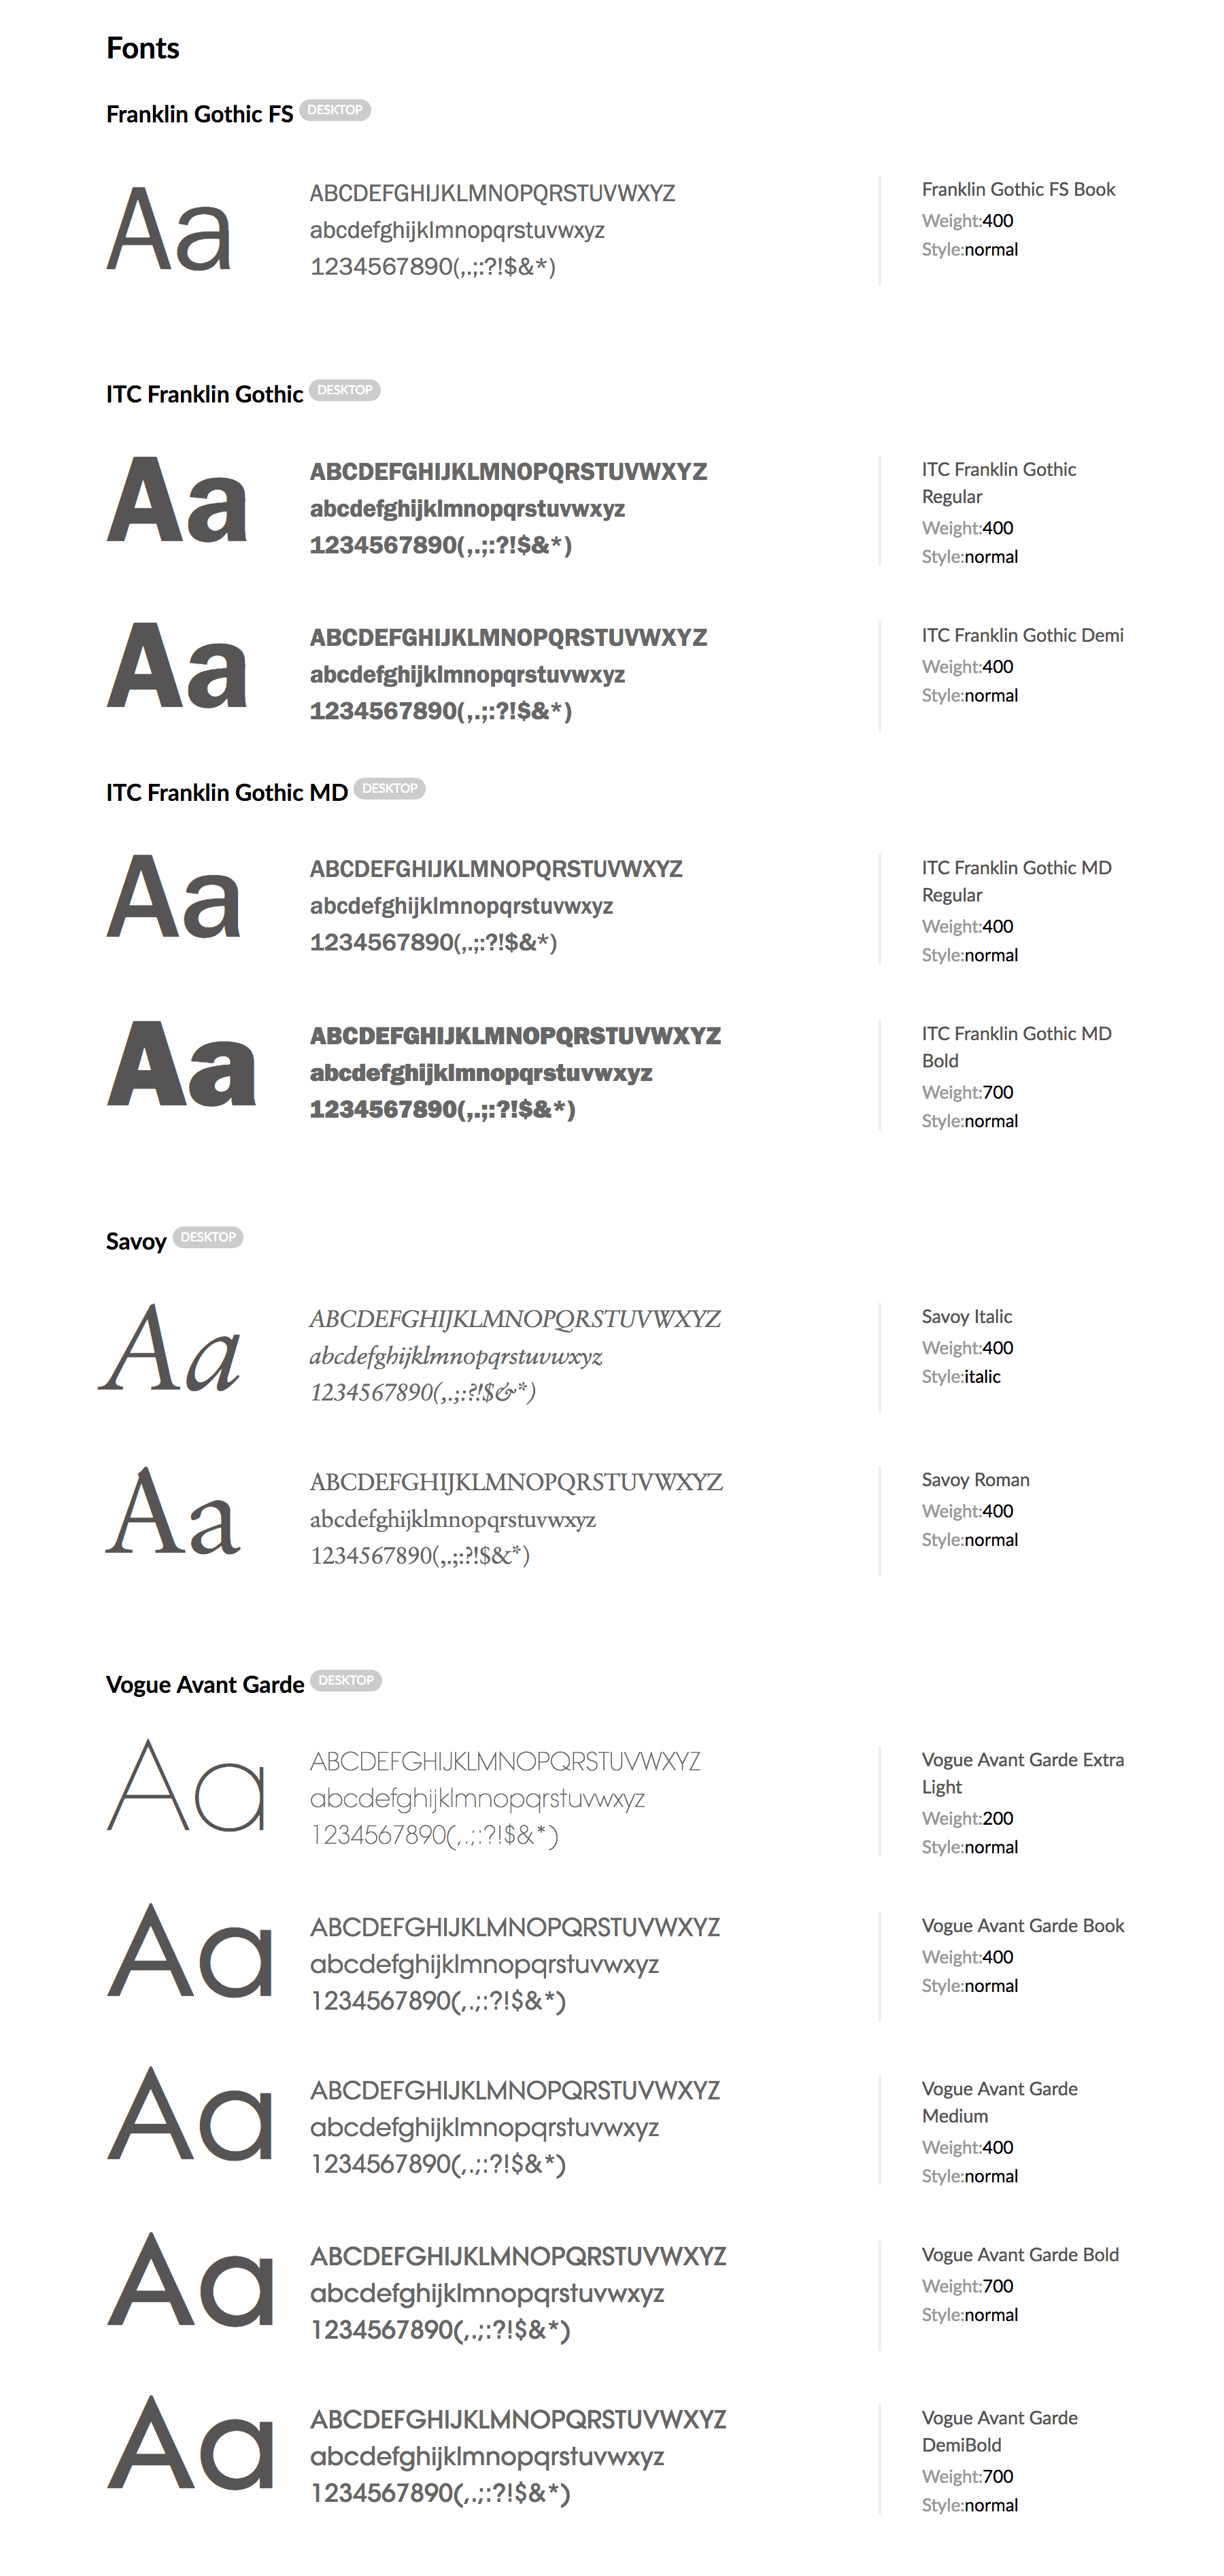 Fonts
Franklin Gothic FS DESKTOP
Aa
ABCDEFGHIJKLMNOPQRSTUVWXYZ
abcdefghijklmnopqrstuvwxyz
1234567890(,.;:?!$&*)
Franklin Gothic FS Book
Weight:400
Style:normal
ITC Franklin Gothic DESKTOP
Aa
ABCDEFGHIJKLMNOPQRSTUVWXYZ
abcdefghijklmnopqrstuvwxyz
1234567890(,.;:?!$&*)
ITC Franklin Gothic
Regular
Weight:400
Style:normal
Aa
ABCDEFGHIJKLMNOPQRSTUVWXYZ
abcdefghijklmnopqrstuvwxyz
1234567890(,.;:?!$&*)
ITC Franklin Gothic Demi
Weight:400
Style:normal
ITC Franklin Gothic MD DESKTOP
Aa
ABCDEFGHIJKLMNOPQRSTUVWXYZ
abcdefghijklmnopqrstuvwxyz
1234567890(,.;:?!$&*)
ITC Franklin Gothic MD
Regular
Weight:400
Style:normal
Aa
ABCDEFGHIJKLMNOPQRSTUVWXYZ
abcdefghijklmnopqrstuvwxyz
1234567890(,.;:?!$&*)
ITC Franklin Gothic MD
Bold
Weight:700
Style:normal
Savoy DESKTOP
Aa
ABCDEFGHIJKLMNOPQRSTUVWXYZ
abcdefghijklmnopqrstuvwxyz
1234567890(,.;:?!$&*)
Savoy Italic
Weight:400
Style:italic
Aa
ABCDEFGHIJKLMNOPQRSTUVWXYZ
abcdefghijklmnopqrstuvwxyz
1234567890(,.;:?!$&*)
Savoy Roman
Weight:400
Style:normal
Vogue Avant Garde DESKTOP
Aa
ABCDEFGHIJKLMNOPQRSTUVWXYZ
abcdefghijklmnopqrstuvwxyz
1234567890(,.;:?!$&*)
Vogue Avant Garde Extra
Light
Weight:200
Style:normal
Aa
ABCDEFGHIJKLMNOPQRSTUVWXYZ
abcdefghijklmnopqrstuvwxyz
1234567890(,.;:?!$&*)
Vogue Avant Garde Book
Weight:400
Style:normal
Aa
ABCDEFGHIJKLMNOPQRSTUVWXYZ
abcdefghijklmnopqrstuvwxyz
1234567890(,.;:?!$&*)
Vogue Avant Garde
Medium
Weight:400
Style:normal
Aa
ABCDEFGHIJKLMNOPQRSTUVWXYZ
abcdefghijklmnopqrstuvwxyz
1234567890(,.;:?!$&*)
Vogue Avant Garde Bold
Weight:700
Style:normal
Aa
ABCDEFGHIJKLMNOPQRSTUVWXYZ
abcdefghijklmnopqrstuvwxyz
1234567890(,.;:?!$&*)
Vogue Avant Garde
DemiBold
Weight:700
Style:normal